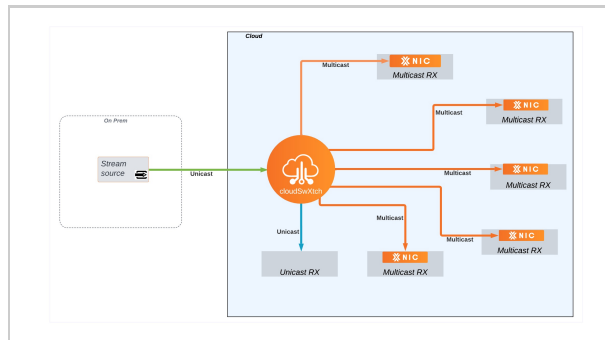 Cloud
NIC
Multicast
Multicast RX
NIC
Multicast
Multicast RX
On Prem
Stream
source
Unicast
cloudSwXtch
NIC
Multicast
Multicast RX
Multicast
Unicast
NIC
Multicast
Multicast RX
NIC
Unicast RX
Multicast RX